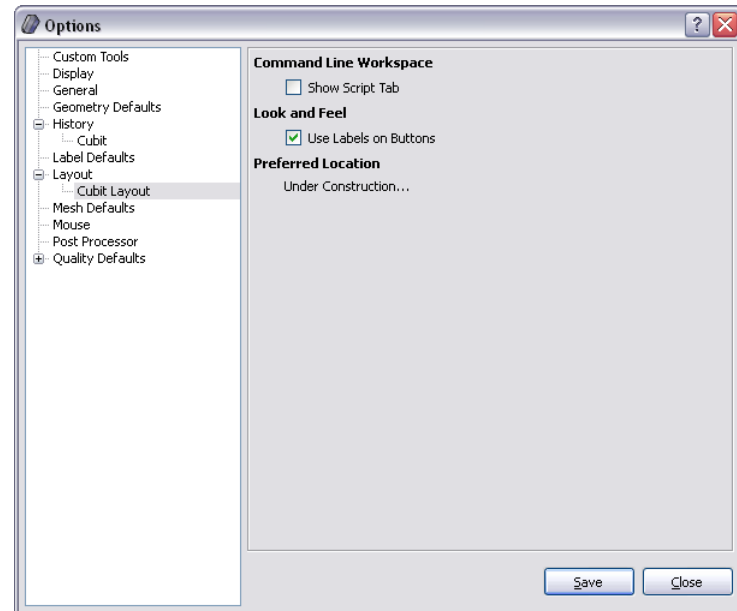 Options
Custom Tools
Display
General
Geometry Defaults
History
Cubit
Label Defaults
Layout
Cubit Layout
Mesh Defaults
Mouse
Post Processor
Quality Defaults
Command Line Workspace
Show Script Tab
Look and Feel
Use Labels on Buttons
Preferred Location
Under Construction...
Save
Close